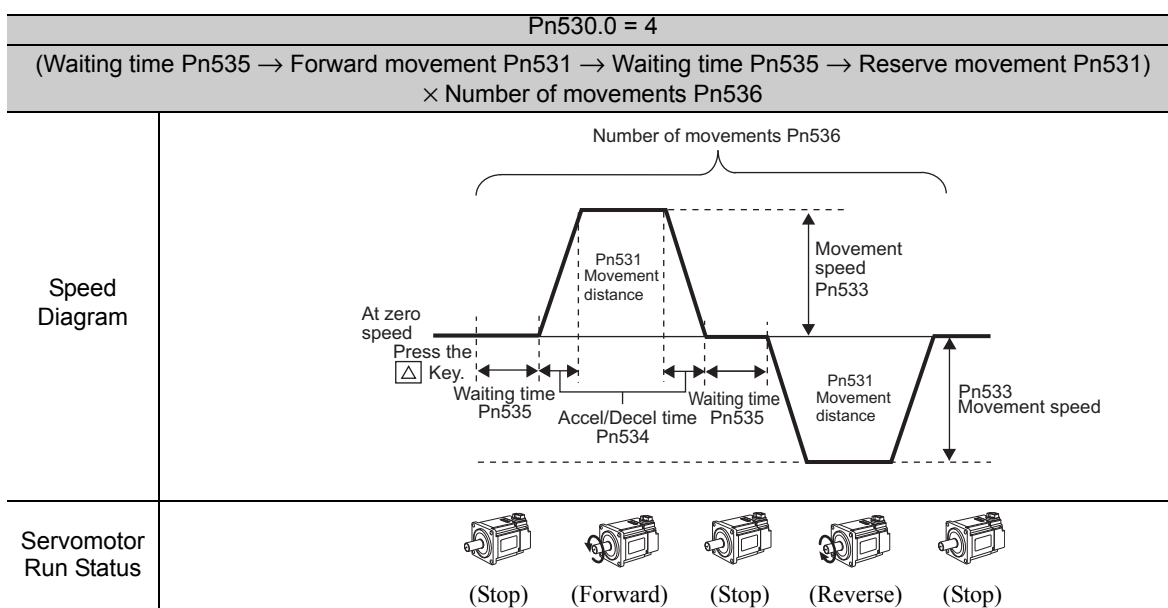 Pn530.0 = 4
(Waiting time Pn535 → Forward movement Pn531 → Waiting time Pn535 → Reserve movement Pn531)
× Number of movements Pn536
Speed
Diagram
Number of movements Pn536
Pn531
Movement
distance
Movement
speed
Pn533
At zero
speed
Press the
△ Key.
Waiting time
Pn535
Accel/Decel time
Pn534
Waiting time
Pn535
Pn531
Movement
distance
Pn533
Movement speed
Servomotor
Run Status
(Stop) (Forward) (Stop) (Reverse) (Stop)